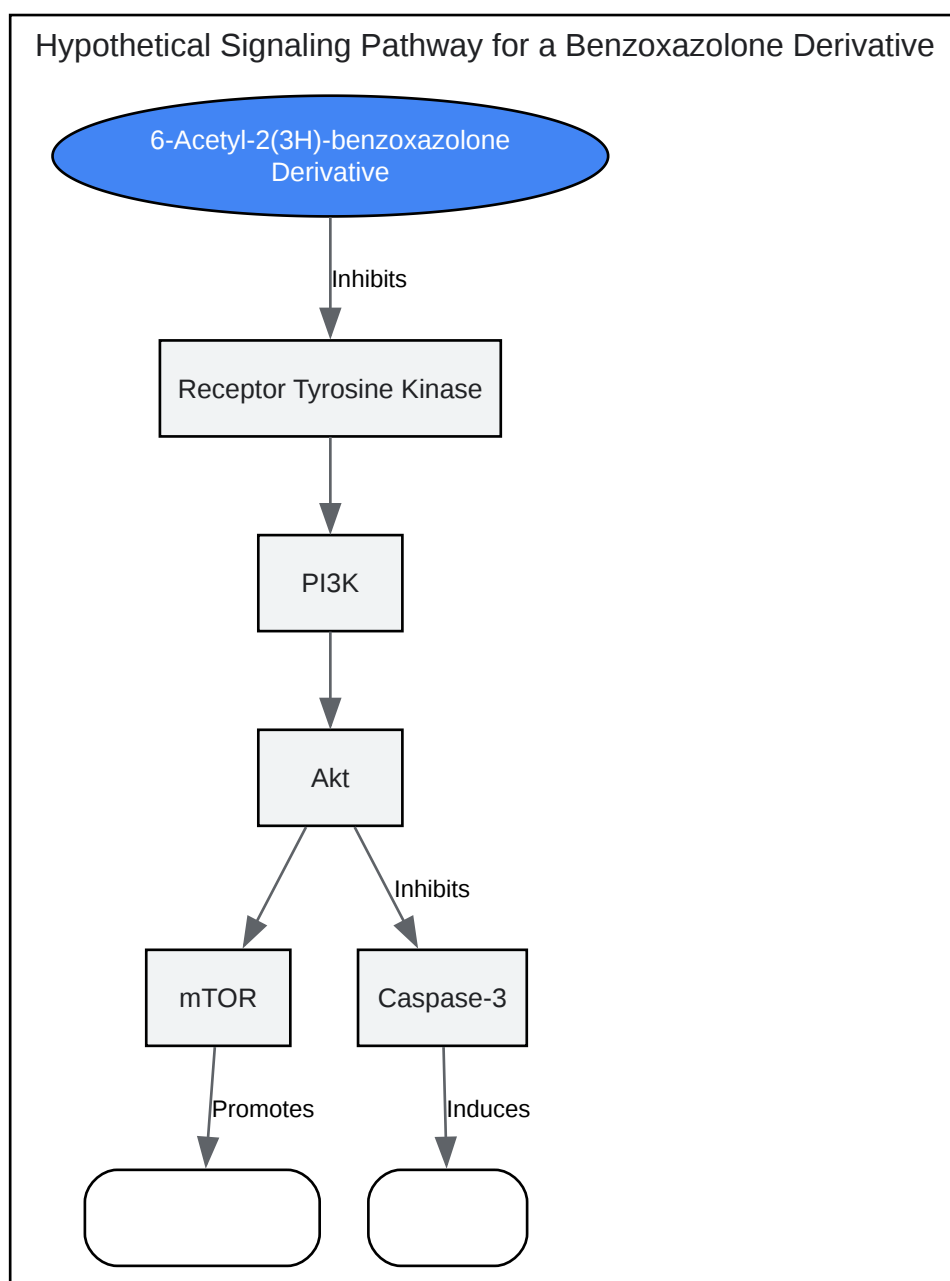 Hypothetical Signaling Pathway for a Benzoxazolone Derivative
6-Acetyl-2(3H)-benzoxazolone
Derivative
Inhibits
Receptor Tyrosine Kinase
PI3K
Akt
Inhibits
mTOR
Caspase-3
Promotes
Induces